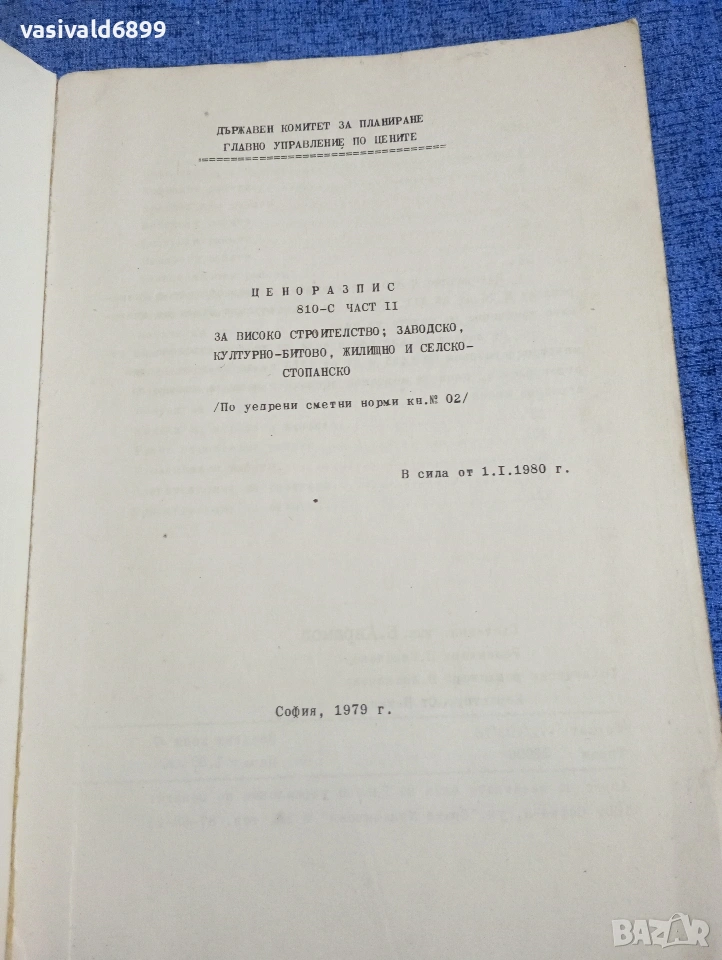 vasivald6899
ДЪРЖАВЕН КОМИТЕТ ЗА ПЛАНИРАНЕ
ГЛАВНО УПРАВЛЕНИЕ ПО ЦЕНИТЕ
Ц Е Н О Р А З П И С
810-С ЧАСТ II
ЗА ВИСОКО СТРОИТЕЛСТВО; ЗАВОДСКО,
КУЛТУРНО-БИТОВО, ЖИЛИЩНО И СЕЛСКО-
СТОПАНСКО
/По уедрени сметни норми кн.№ 02/
В сила от 1.I.1980 г.
София, 1979 г.
BAZAR